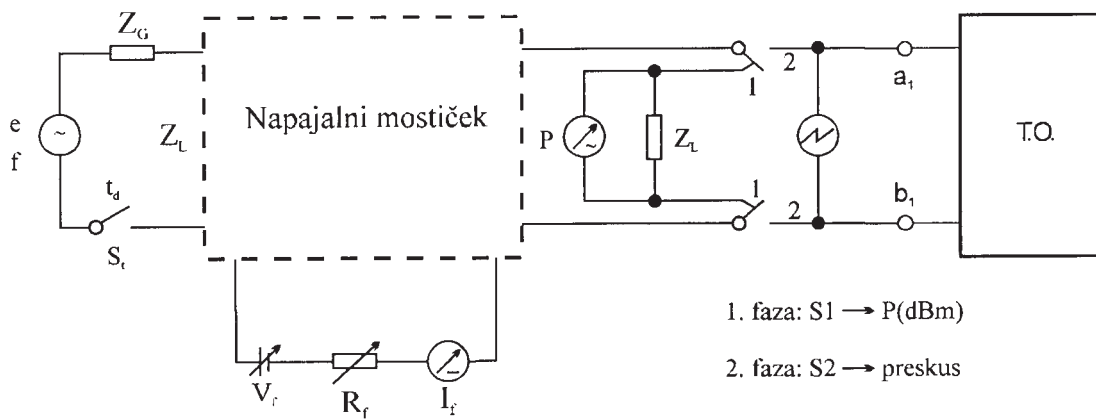 Z_G
e
f
Z_L
t_d
S_t
Napajalni mostiček
P
Z_L
1
2
1
2
a_1
b_1
T.O.
V_f
R_f
I_f
1. faza: S1 → P(dBm)
2. faza: S2 → preskus